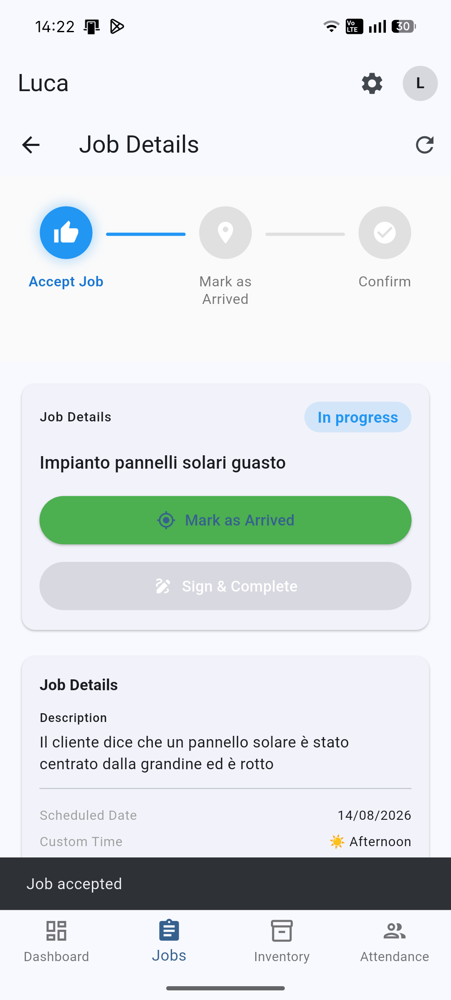 14:22
Vo
LTE
30
Luca
L
Job Details
Accept Job
Mark as
Arrived
Confirm
Job Details
In progress
Impianto pannelli solari guasto
Mark as Arrived
Sign & Complete
Job Details
Description
Il cliente dice che un pannello solare è stato
centrato dalla grandine ed è rotto
Scheduled Date 14/08/2026
Custom Time ☀️ Afternoon
Job accepted
Dashboard Jobs Inventory Attendance